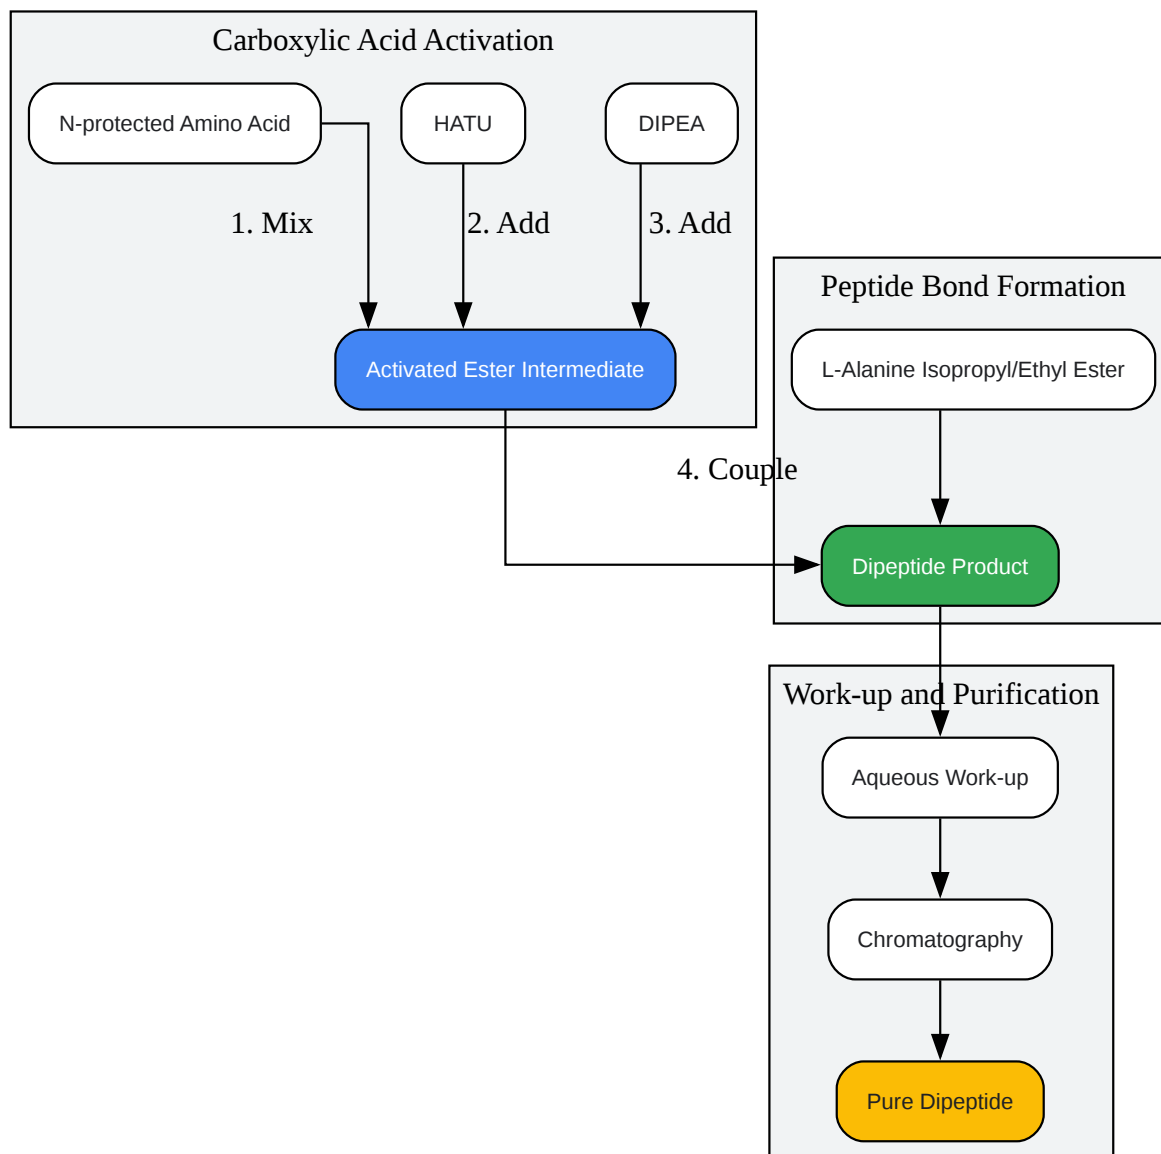 Carboxylic Acid Activation
N-protected Amino Acid
HATU
DIPEA
1. Mix
2. Add
3. Add
Activated Ester Intermediate
Peptide Bond Formation
L-Alanine Isopropyl/Ethyl Ester
4. Couple
Dipeptide Product
Work-up and Purification
Aqueous Work-up
Chromatography
Pure Dipeptide